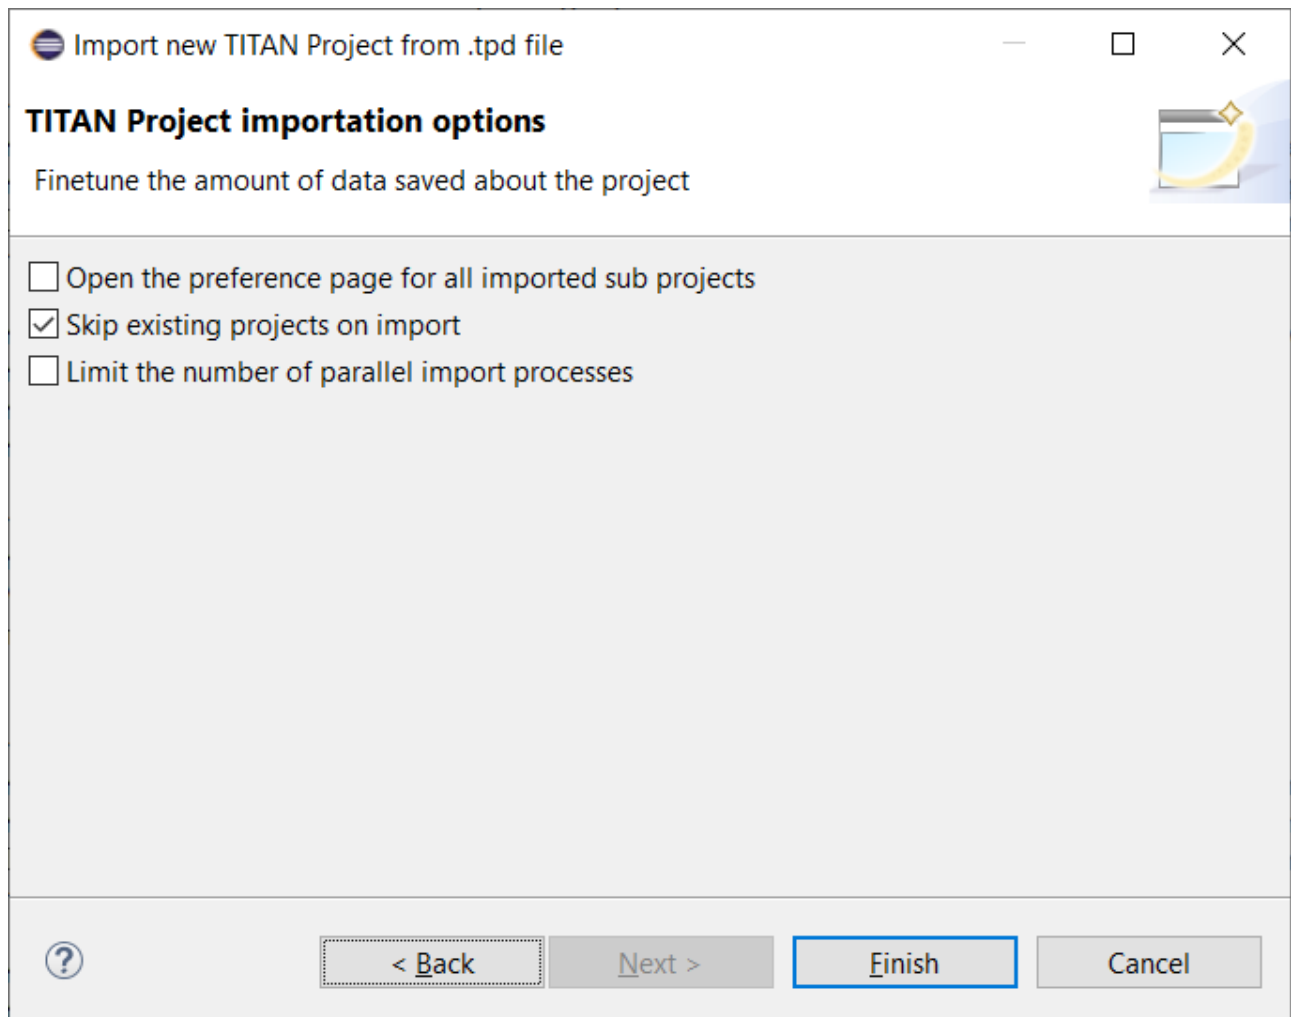 Import new TITAN Project from .tpd file
TITAN Project importation options
Finetune the amount of data saved about the project
Open the preference page for all imported sub projects
Skip existing projects on import
Limit the number of parallel import processes
? < Back Next > Finish Cancel